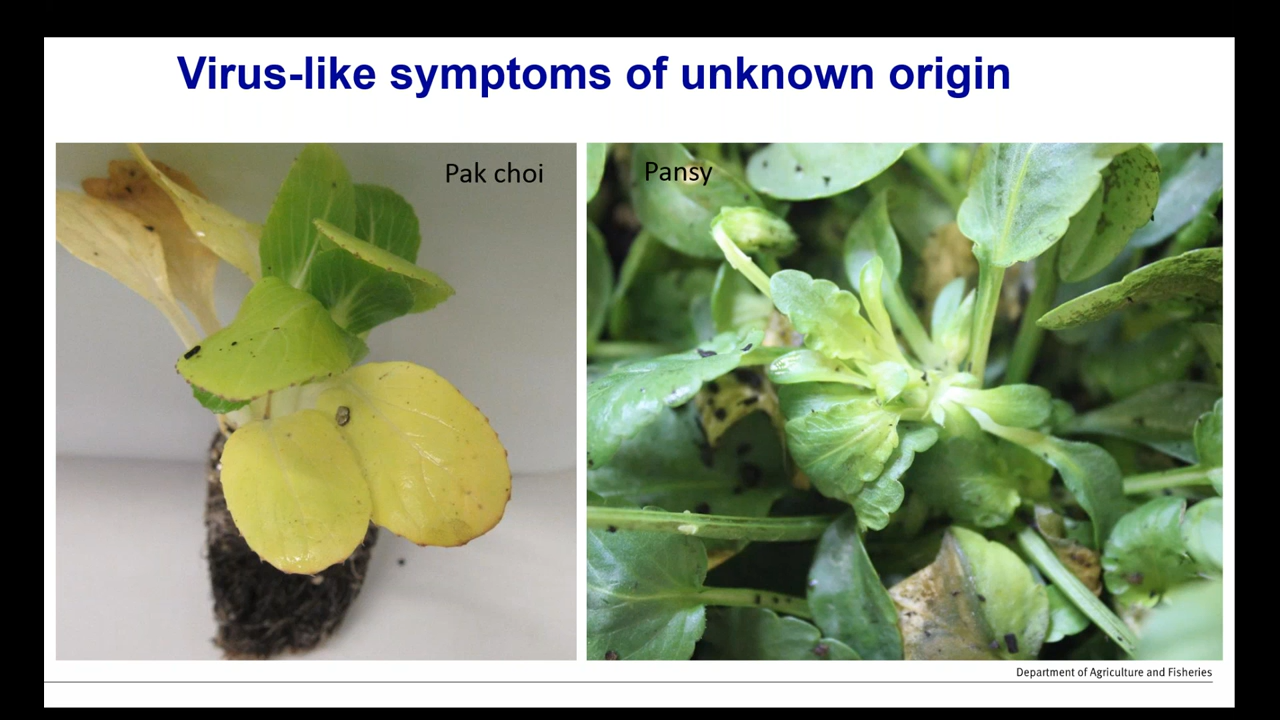 Virus-like symptoms of unknown origin
Pak choi
Pansy
Department of Agriculture and Fisheries